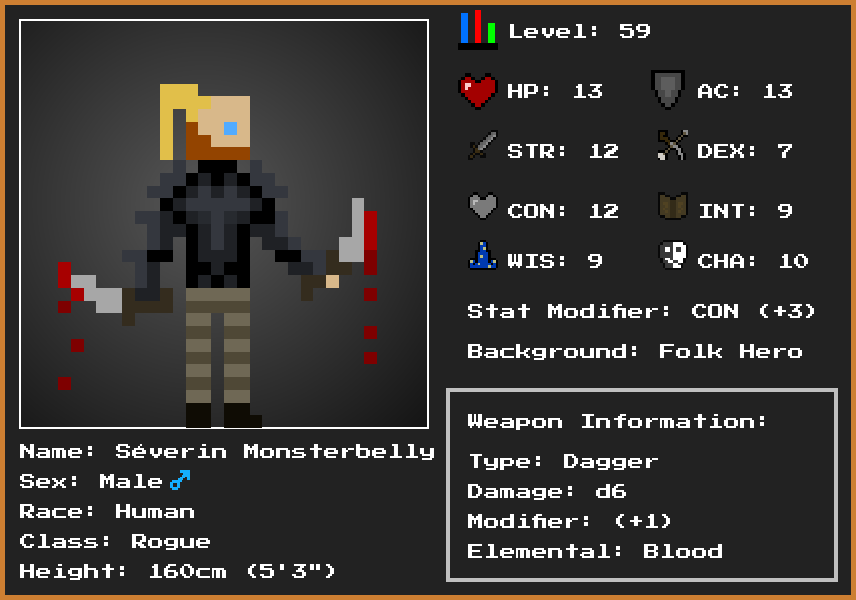 Level: 59
HP: 13 AC: 13
STR: 12 DEX: 7
CON: 12 INT: 9
WIS: 9 CHA: 10
Stat Modifier: CON (+3)
Background: Folk Hero
Name: Séverin Monsterbelly
Sex: Male♂
Race: Human
Class: Rogue
Height: 160cm (5'3")
Weapon Information:
Type: Dagger
Damage: d6
Modifier: (+1)
Elemental: Blood